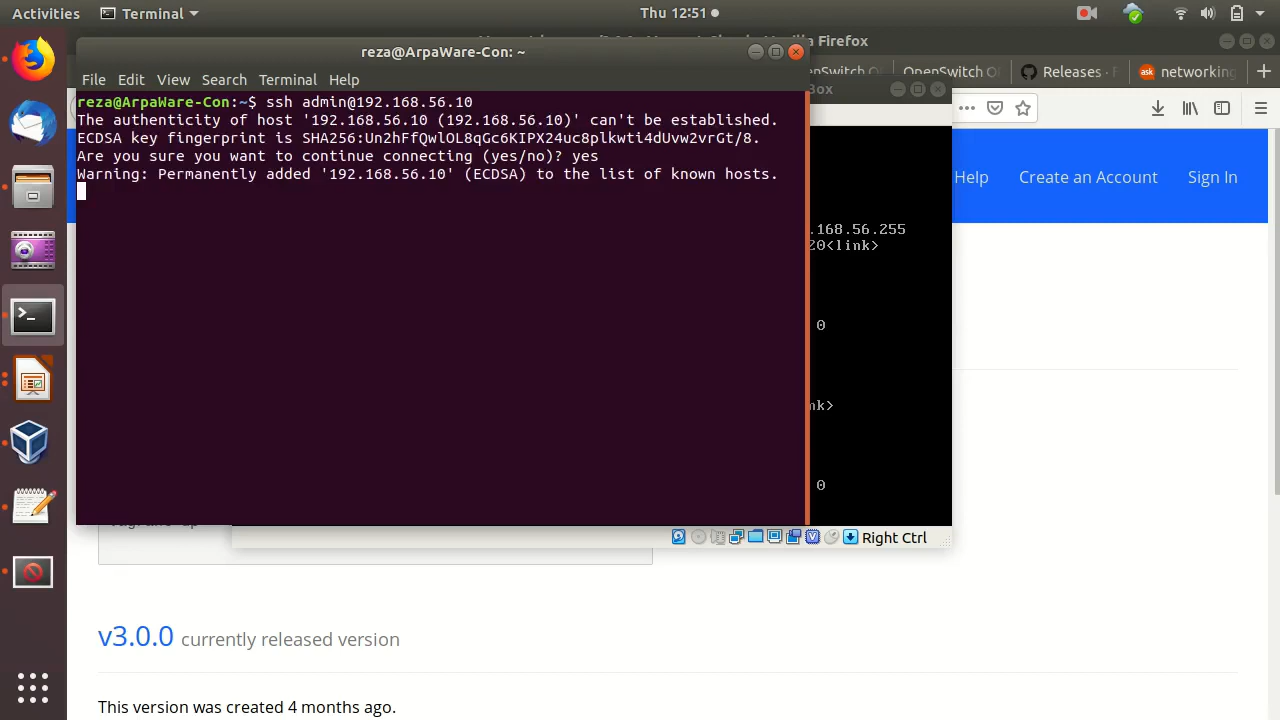 Activities
Terminal
Thu 12:51
reza@ArpaWare-Con: ~
Firefox
File Edit View Search Terminal Help
OpenSwitch O
Releases ·
networking
reza@ArpaWare-Con:~$ ssh admin@192.168.56.10
The authenticity of host '192.168.56.10 (192.168.56.10)' can't be established.
ECDSA key fingerprint is SHA256:Un2hFfQwlOL8qGc6KIPX24uc8plkwti4dUvw2vrGt/8.
Are you sure you want to continue connecting (yes/no)? yes
Warning: Permanently added '192.168.56.10' (ECDSA) to the list of known hosts.
Help
Create an Account
Sign In
.168.56.255
20<link>
0
nk>
0
Right Ctrl
v3.0.0 currently released version
This version was created 4 months ago.